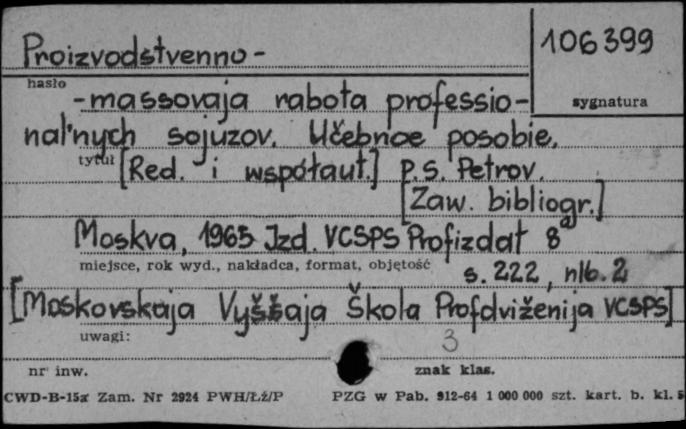 Proizvodstvenno-
106399
hasło
sygnatura
-massovaja rabota professio-
nal'nych sojuzov. Učebnoe posobie.
tytuł
[Red. i współaut.] P.S. Petrov.
[Zaw. bibliogr.]
Moskva, 1965 Izd. VCSPS Profizdat 8°
miejsce, rok wyd., nakładca, format, objętość
s. 222, nlb. 2
[Moskovskaja Vysšaja Škola Profdviženija VCSPS]
uwagi:
3
nr inw.
znak klas.
CWD-B-15a Zam. Nr 2924 PWH/Łź/P
PZG w Pab. 912-64 1 000 000 szt. kart. b. kl. 5